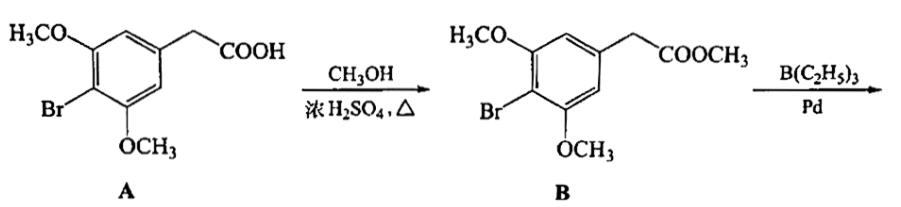 H₃CO
COOH
Br
OCH₃
A
CH₃OH
浓 H₂SO₄,△
H₃CO
COOCH₃
Br
OCH₃
B
B(C₂H₅)₃
Pd